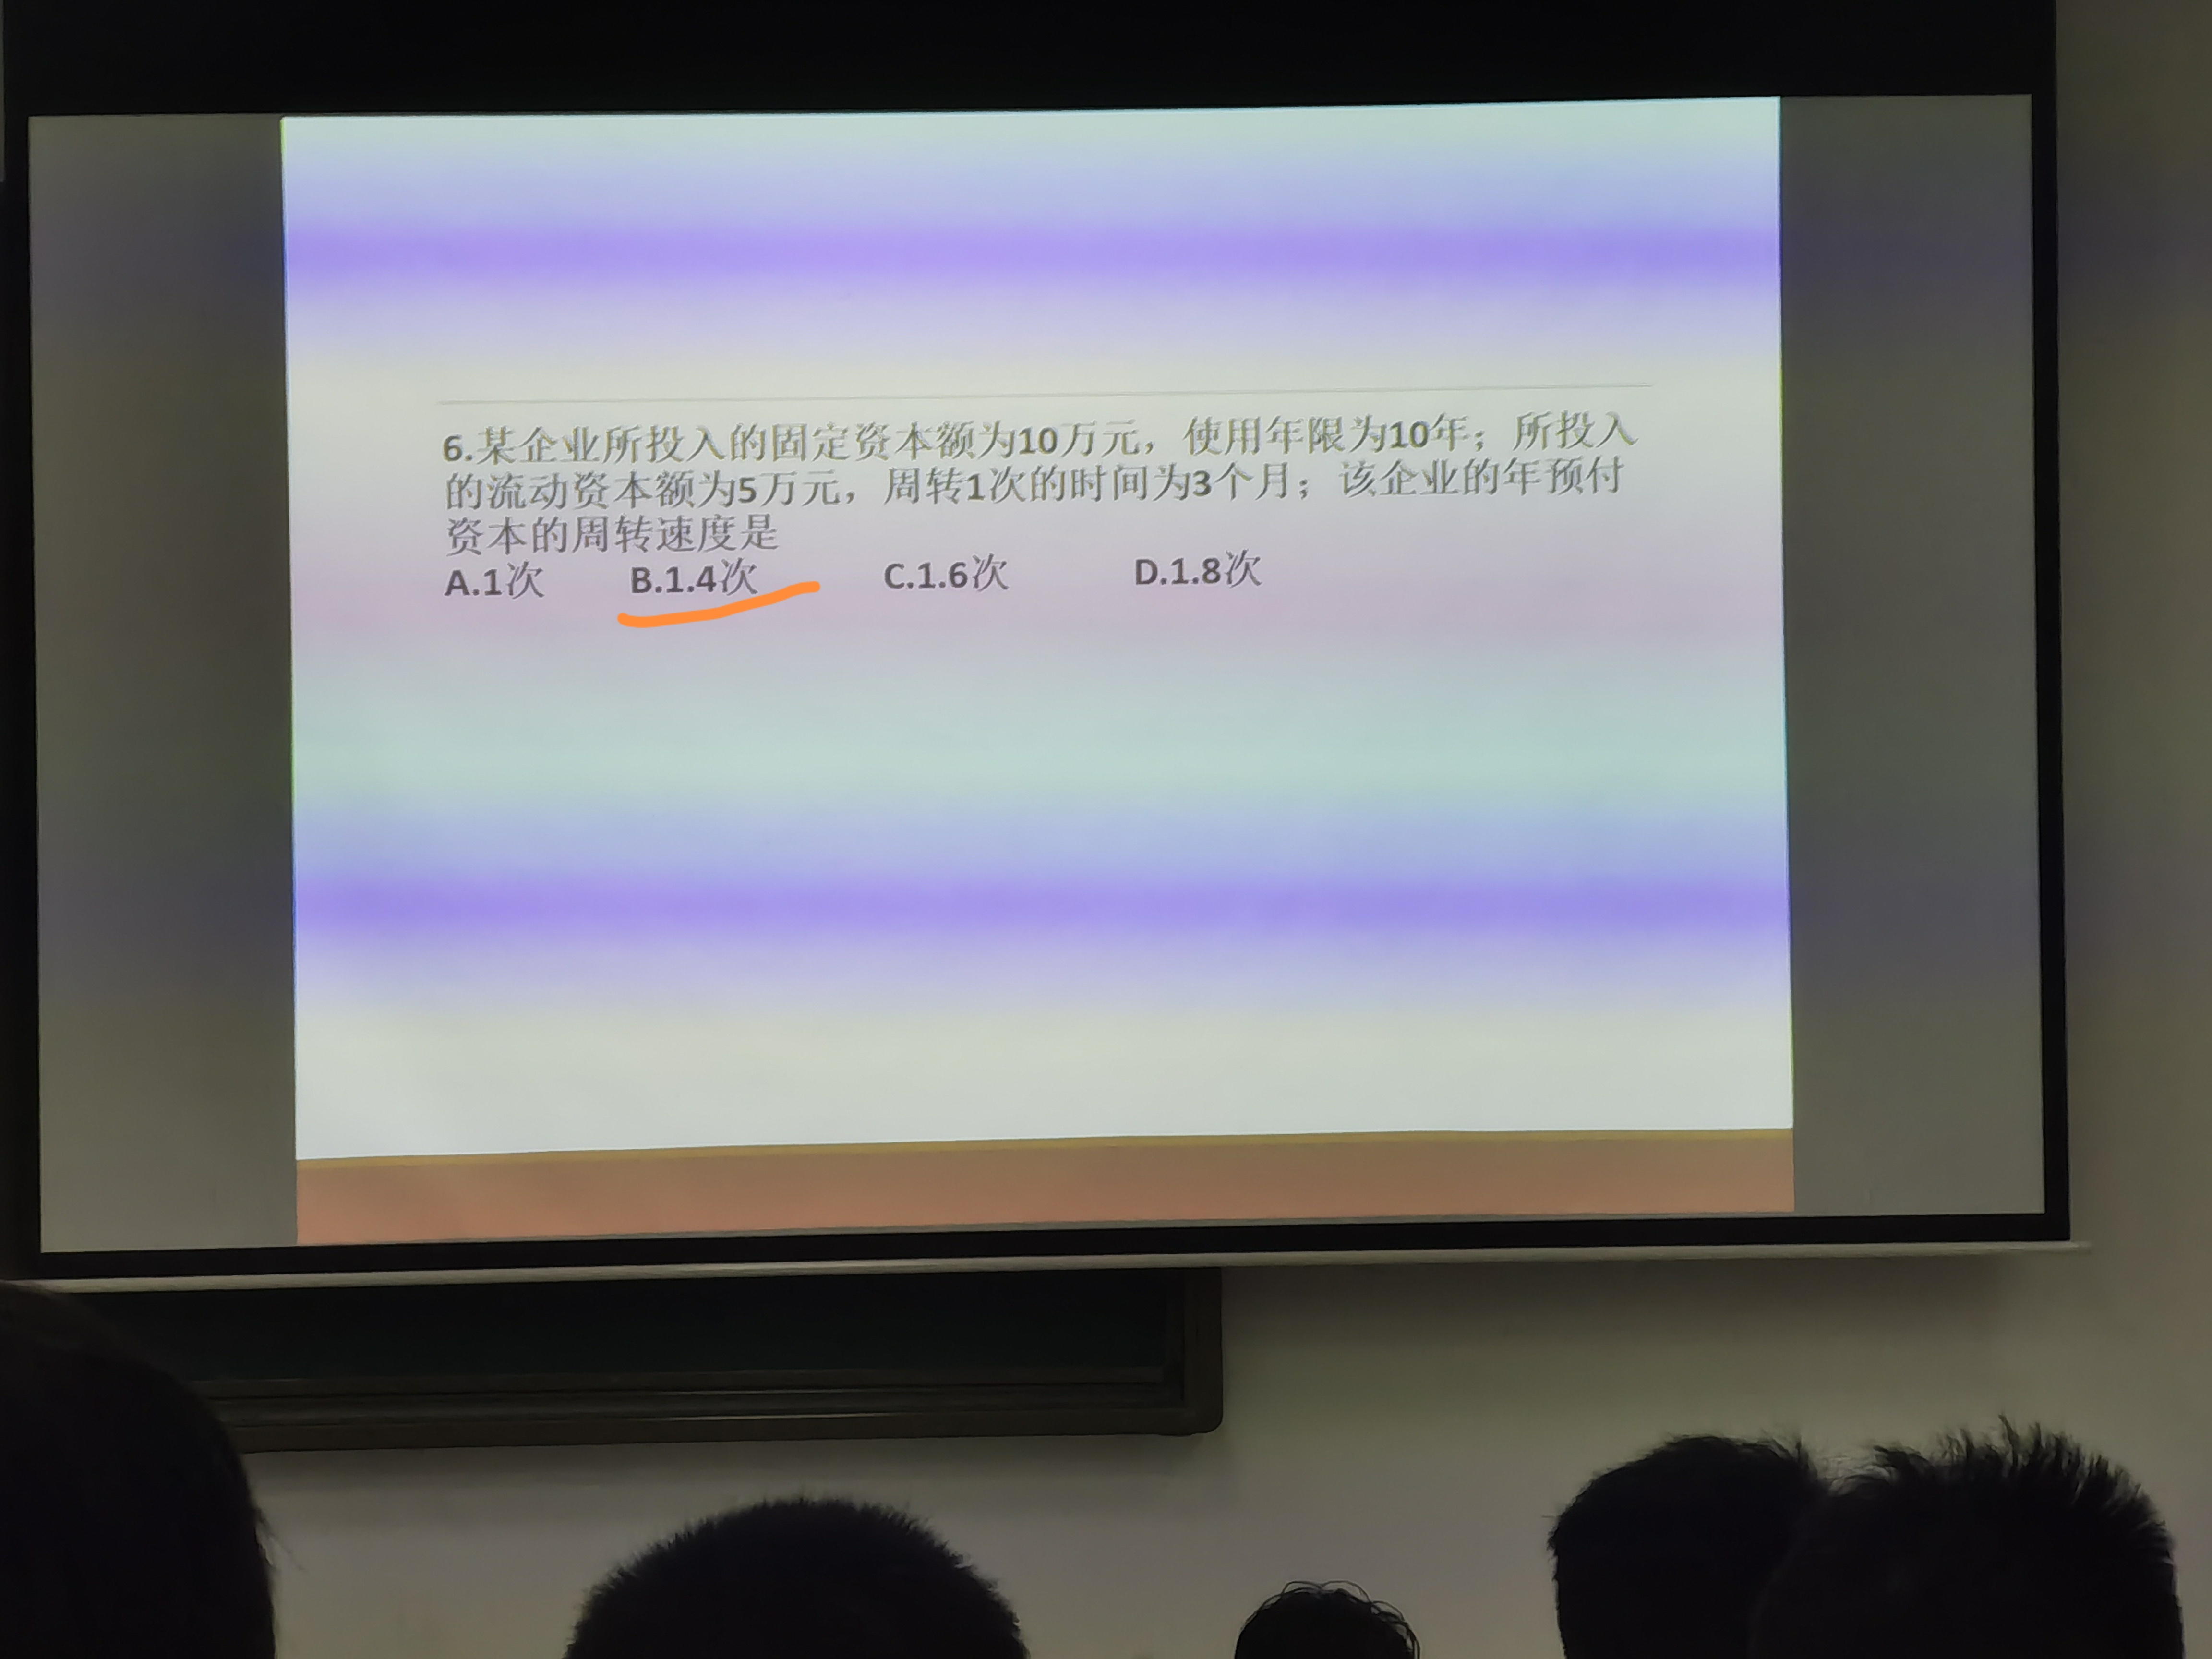 6.某企业所投入的固定资本额为10万元，使用年限为10年；所投入
的流动资本额为5万元，周转1次的时间为3个月；该企业的年预付
资本的周转速度是
A.1次 B.1.4次 C.1.6次 D.1.8次